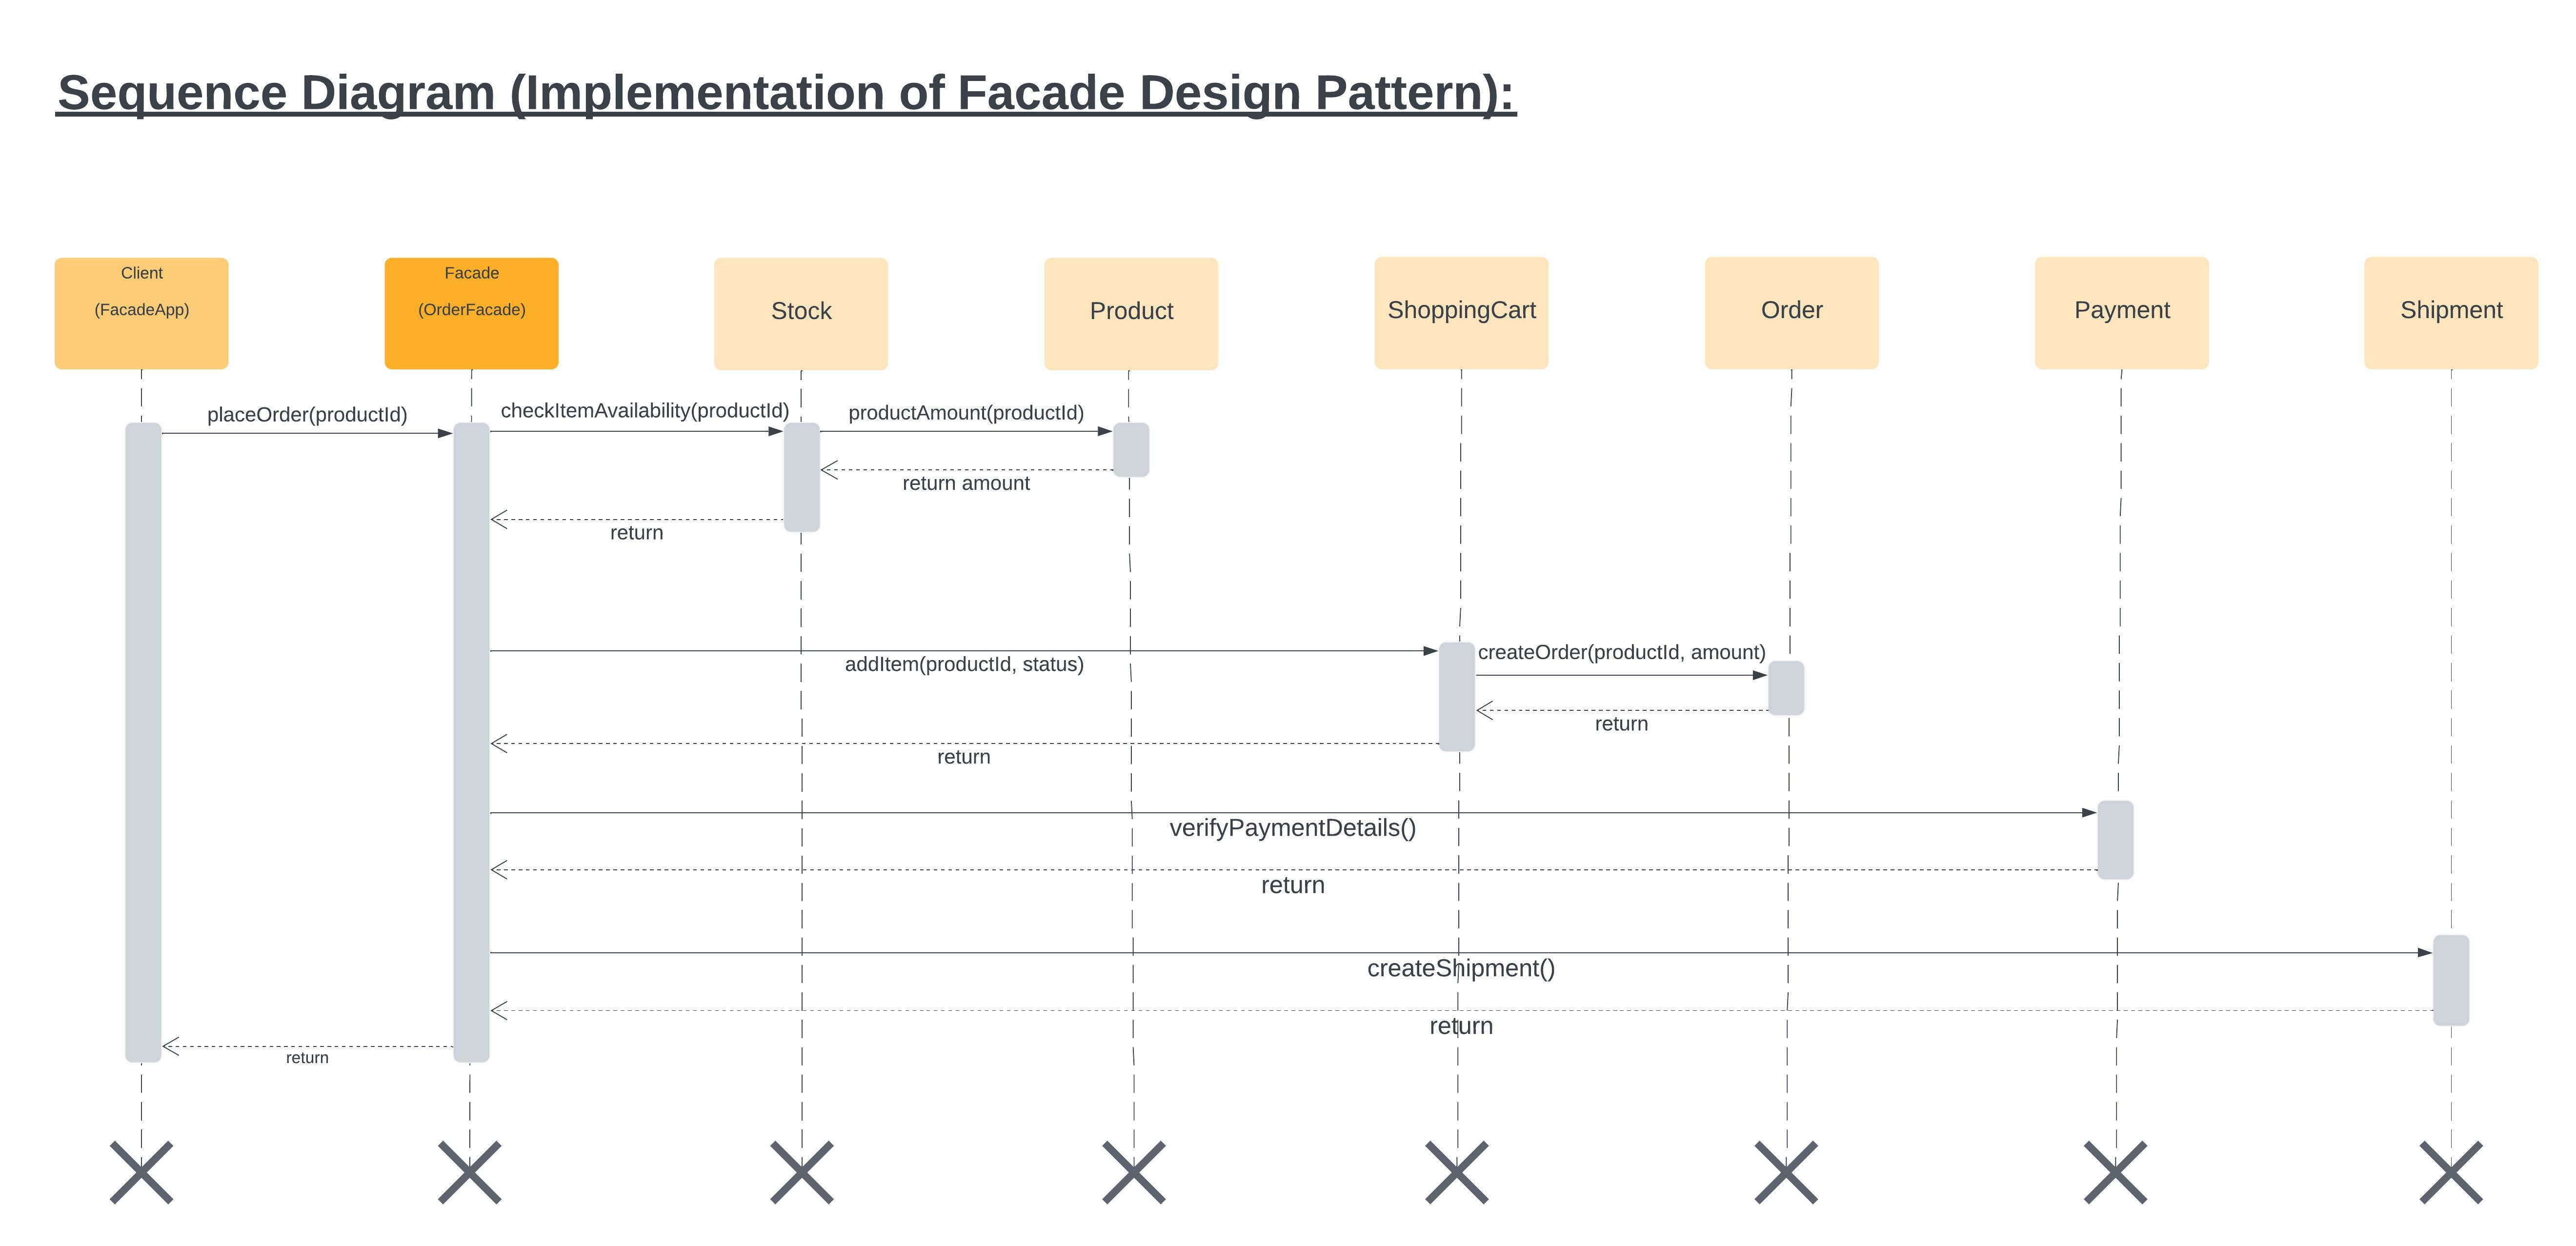 Sequence Diagram (Implementation of Facade Design Pattern):
Client
(FacadeApp)
Facade
(OrderFacade)
Stock
Product
ShoppingCart
Order
Payment
Shipment
placeOrder(productId)
checkItemAvailability(productId)
productAmount(productId)
return amount
return
addItem(productId, status)
createOrder(productId, amount)
return
return
verifyPaymentDetails()
return
createShipment()
return
return